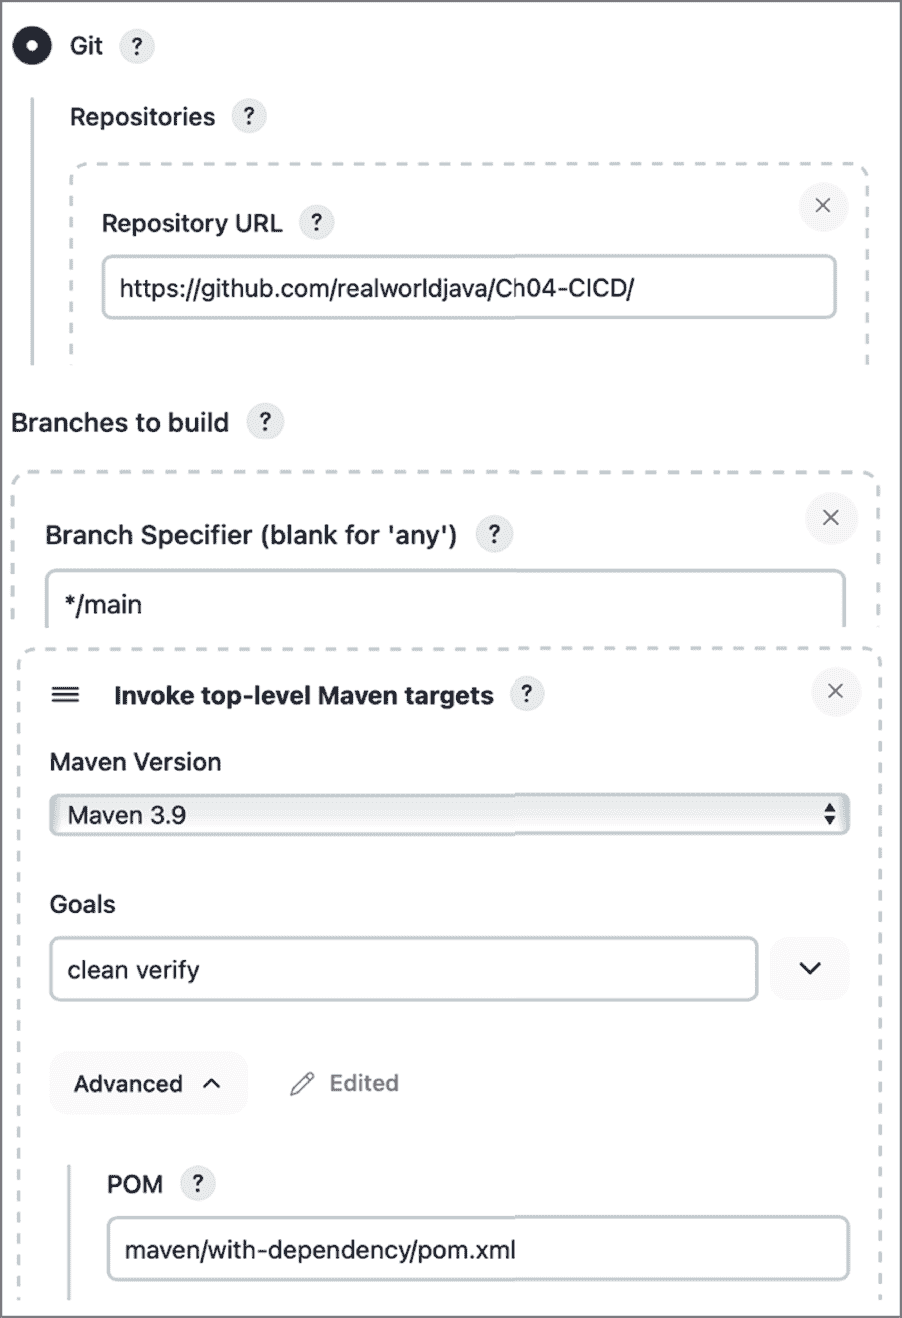 Git ?
Repositories ?
Repository URL ?
https://github.com/realworldjava/Ch04-CICD/
Branches to build ?
Branch Specifier (blank for 'any') ?
*/main
Invoke top-level Maven targets ?
Maven Version
Maven 3.9
Goals
clean verify
Advanced Edited
POM ?
maven/with-dependency/pom.xml